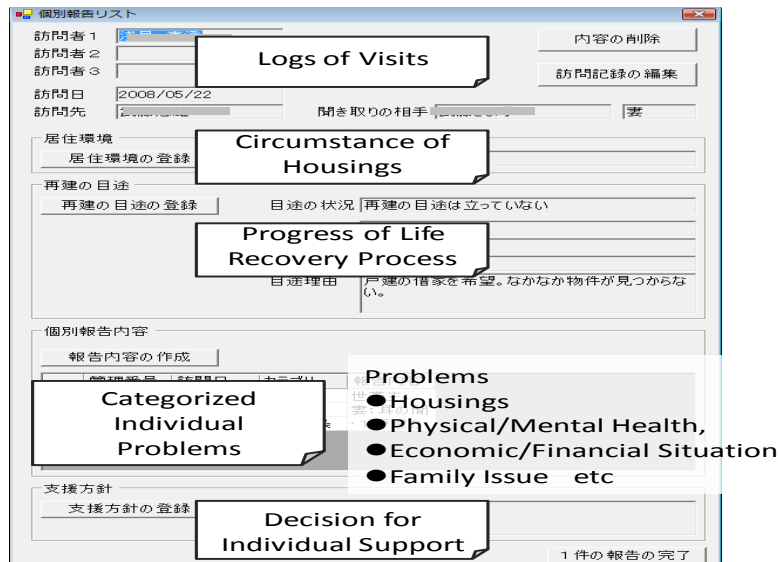 個別報告リスト
訪問者1
内容の削除
訪問者2
訪問者3
Logs of Visits
訪問記録の編集
訪問日 2008/05/22
訪問先 聞き取りの相手 妻
居住環境
居住環境の登録
Circumstance of
Housings
再建の目途
再建の目途の登録 目途の状況 再建の目途は立っていない
Progress of Life
Recovery Process
目途理由 戸建の借家を希望。なかなか物件が見つからな
い。
個別報告内容
報告内容の作成
管理番号 訪問日 カテゴリ
Categorized
Individual
Problems
Problems
●Housings
●Physical/Mental Health,
●Economic/Financial Situation
●Family Issue etc
支援方針
支援方針の登録
Decision for
Individual Support
1件の報告の完了